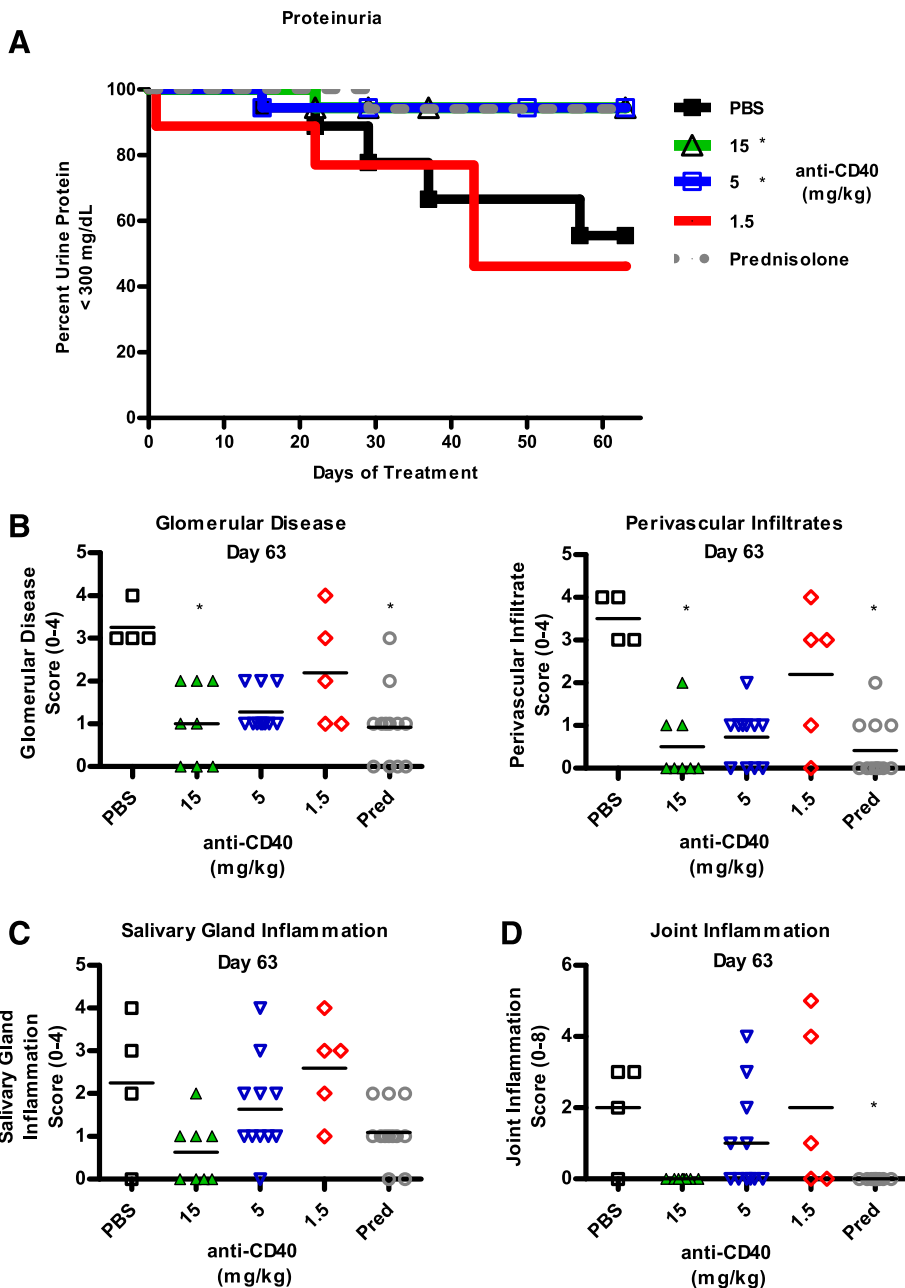 Proteinuria
A
Percent Urine Protein
< 300 mg/dL
100
80
60
40
20
0
0 10 20 30 40 50 60
Days of Treatment
PBS
15 *
5 *
1.5
Prednisolone
anti-CD40
(mg/kg)
B
Glomerular Disease
Day 63
Glomerular Disease
Score (0-4)
5
4
3
2
1
0
* *
PBS 15 5 1.5 Pred
anti-CD40
(mg/kg)
Perivascular Infiltrates
Day 63
Perivascular Infiltrate
Score (0-4)
5
4
3
2
1
0
* *
PBS 15 5 1.5 Pred
anti-CD40
(mg/kg)
C
Salivary Gland Inflammation
Day 63
Salivary Gland
Inflammation
Score (0-4)
5
4
3
2
1
0
PBS 15 5 1.5 Pred
anti-CD40
(mg/kg)
D
Joint Inflammation
Day 63
Joint Inflammation
Score (0-8)
6
4
2
0
*
PBS 15 5 1.5 Pred
anti-CD40
(mg/kg)